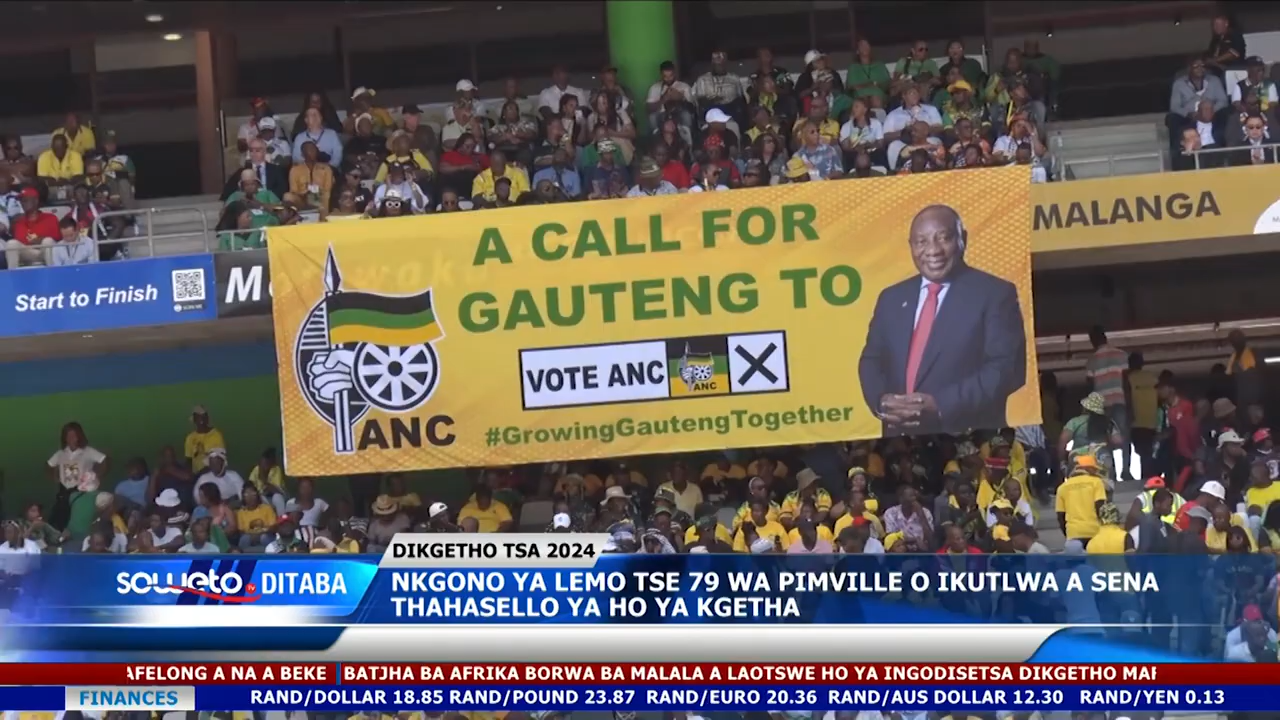 A CALL FOR
GAUTENG TO
VOTE ANC
ANC
ANC
#GrowingGautengTogether
MALANGA
Start to Finish
M
DIKGETHO TSA 2024
SOWETO TV DITABA
NKGONO YA LEMO TSE 79 WA PIMVILLE O IKUTLWA A SENA
THAHASELLO YA HO YA KGETHA
AFELONG A NA A BEKE BATJHA BA AFRIKA BORWA BA MALALA A LAOTSWE HO YA INGODISETSA DIKGETHO MAF
FINANCES RAND/DOLLAR 18.85 RAND/POUND 23.87 RAND/EURO 20.36 RAND/AUS DOLLAR 12.30 RAND/YEN 0.13